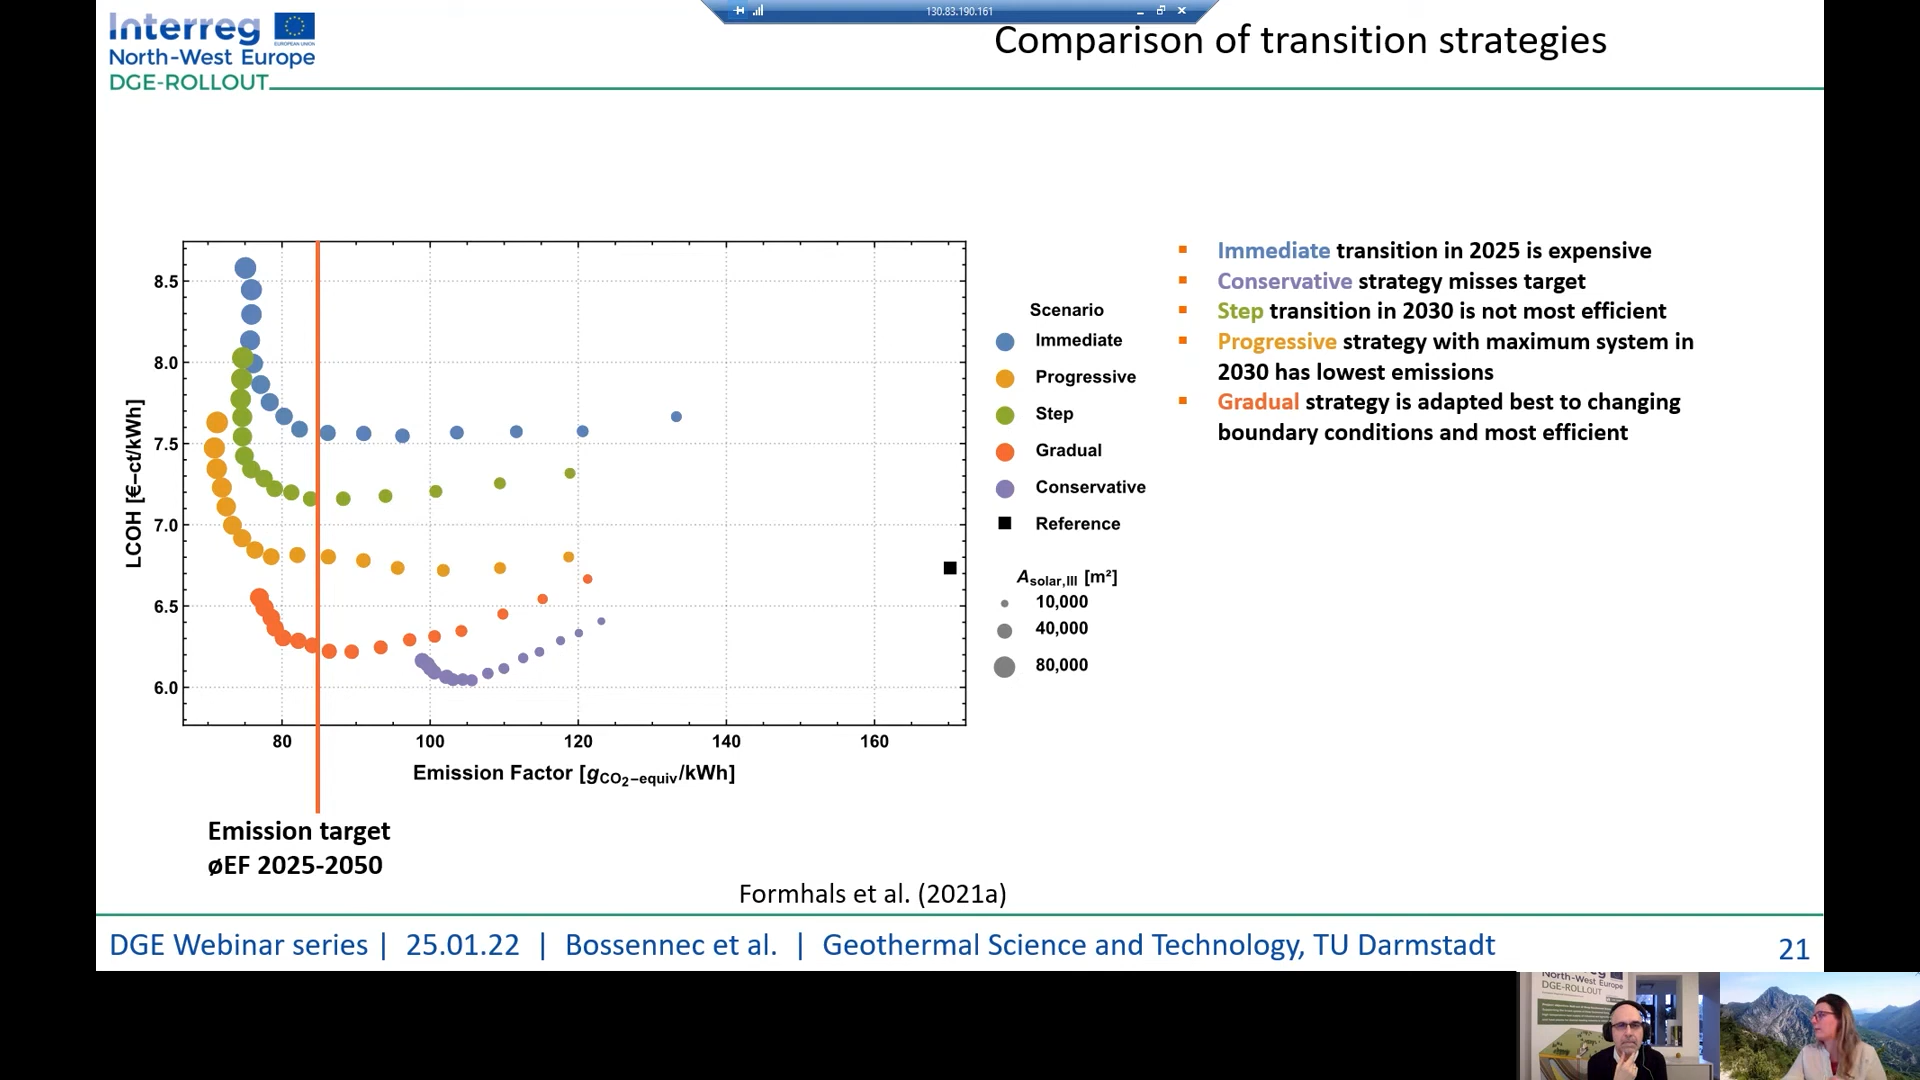 130.83.190.161
Interreg
EUROPEAN UNION
North-West Europe
DGE-ROLLOUT
Comparison of transition strategies
8.5
8.0
7.5
7.0
6.5
6.0
LCOH [€–ct/kWh]
80 100 120 140 160
Emission Factor [gCO₂–equiv/kWh]
Emission target
øEF 2025-2050
Scenario
Immediate
Progressive
Step
Gradual
Conservative
Reference
Asolar,III [m²]
10,000
40,000
80,000
Immediate transition in 2025 is expensive
Conservative strategy misses target
Step transition in 2030 is not most efficient
Progressive strategy with maximum system in
2030 has lowest emissions
Gradual strategy is adapted best to changing
boundary conditions and most efficient
Formhals et al. (2021a)
DGE Webinar series | 25.01.22 | Bossennec et al. | Geothermal Science and Technology, TU Darmstadt
21
North-West Europe
DGE-ROLLOUT